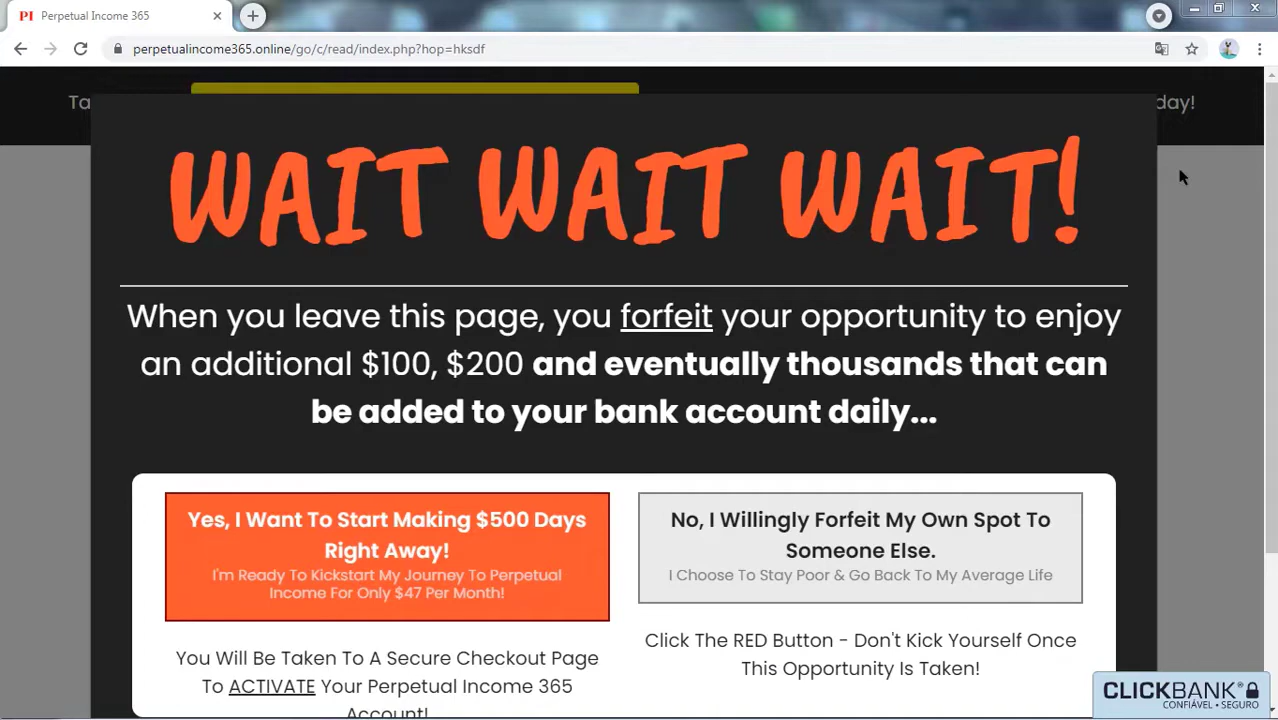 PI Perpetual Income 365
perpetualincome365.online/go/c/read/index.php?hop=hksdf
Ta
day!
WAIT WAIT WAIT!
When you leave this page, you forfeit your opportunity to enjoy
an additional $100, $200 and eventually thousands that can
be added to your bank account daily...
Yes, I Want To Start Making $500 Days
Right Away!
I'm Ready To Kickstart My Journey To Perpetual
Income For Only $47 Per Month!
You Will Be Taken To A Secure Checkout Page
To ACTIVATE Your Perpetual Income 365
Account!
No, I Willingly Forfeit My Own Spot To
Someone Else.
I Choose To Stay Poor & Go Back To My Average Life
Click The RED Button - Don't Kick Yourself Once
This Opportunity Is Taken!
CLICKBANK®
CONFIÁVEL • SEGURO